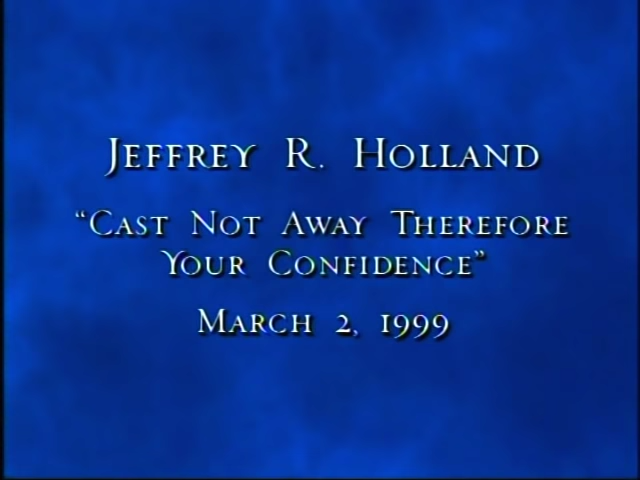 Jeffrey R. Holland
“Cast Not Away Therefore
Your Confidence”
March 2, 1999